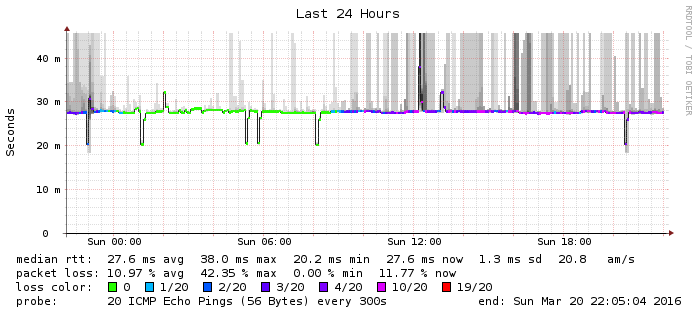 Last 24 Hours
RRDTOOL / TOBI OETIKER
Seconds
40 m
30 m
20 m
10 m
0
Sun 00:00 Sun 06:00 Sun 12:00 Sun 18:00
median rtt: 27.6 ms avg 38.0 ms max 20.2 ms min 27.6 ms now 1.3 ms sd 20.8 am/s
packet loss: 10.97 % avg 42.35 % max 0.00 % min 11.77 % now
loss color: 0 1/20 2/20 3/20 4/20 10/20 19/20
probe: 20 ICMP Echo Pings (56 Bytes) every 300s end: Sun Mar 20 22:05:04 2016